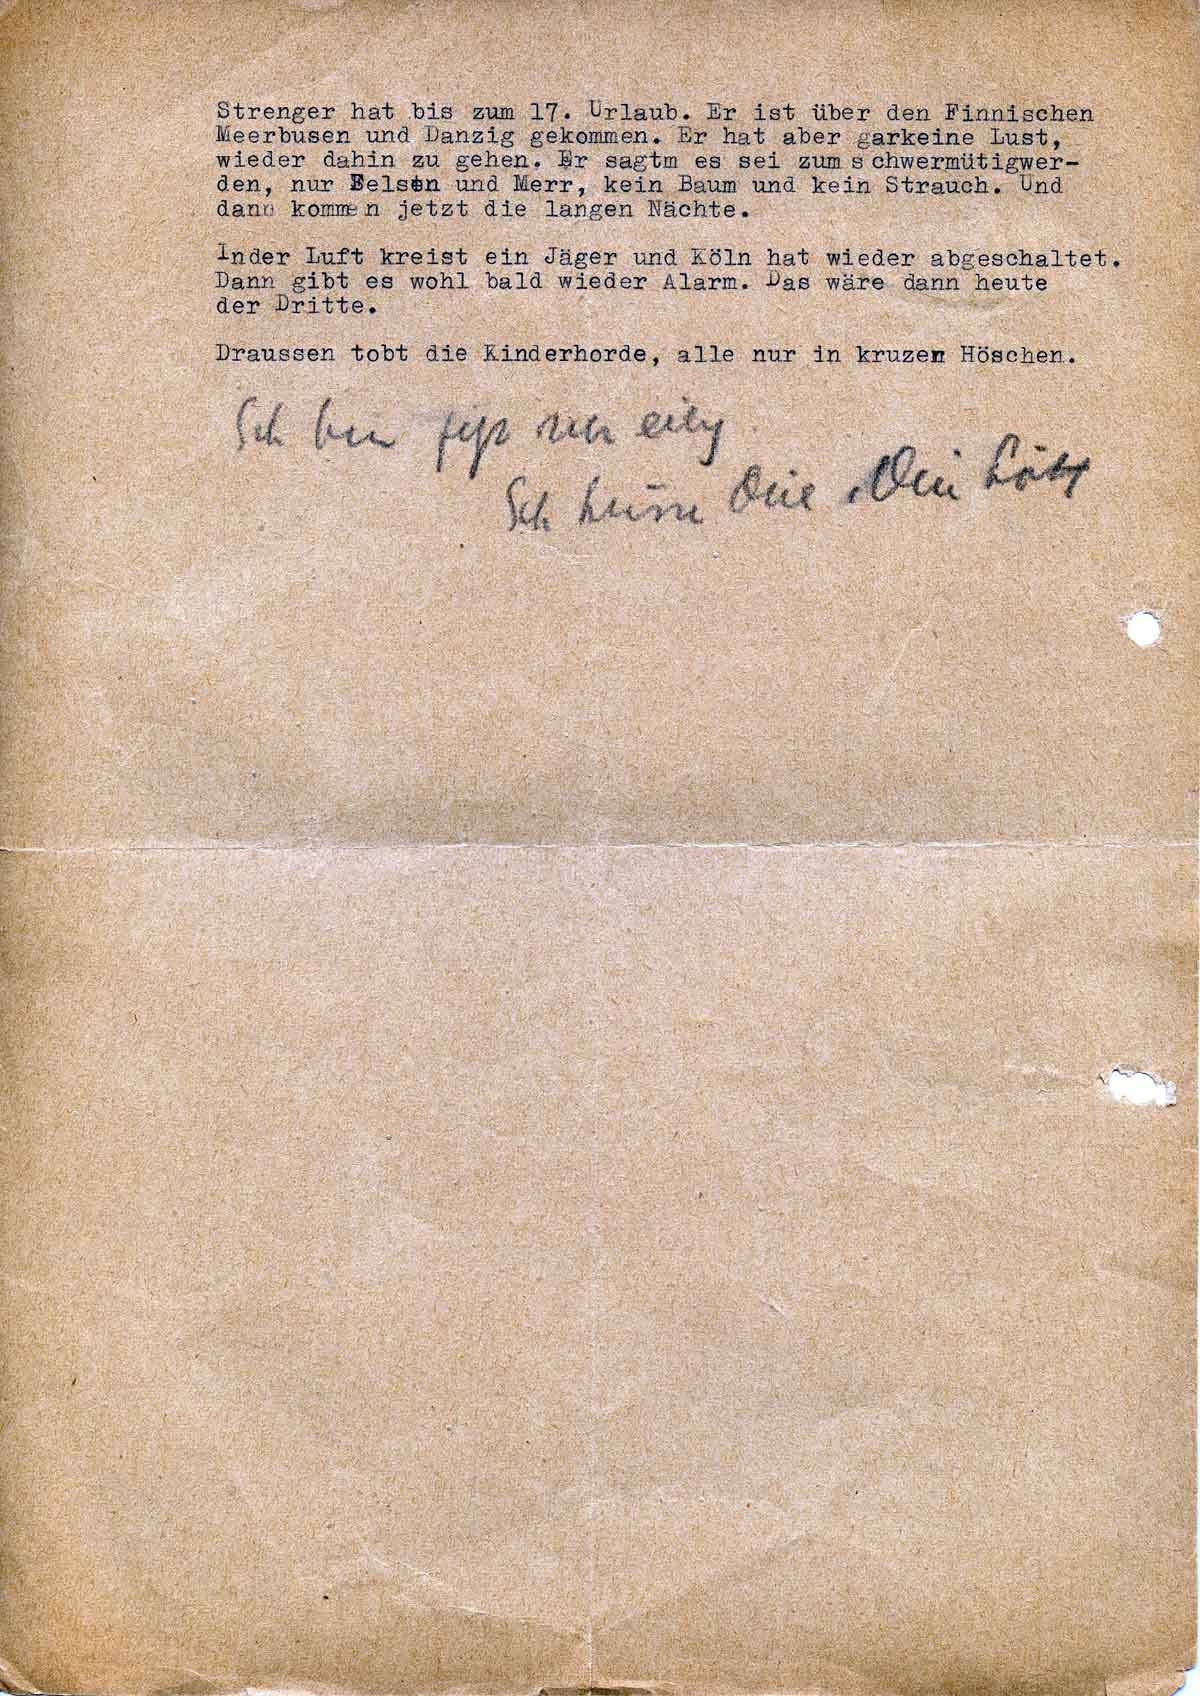 Strenger hat bis zum 17. Urlaub. Er ist über den Finnischen
Meerbusen und Danzig gekommen. Er hat aber garkeine Lust,
wieder dahin zu gehen. Er sagtm es sei zum schwermütigwer-
den, nur Felsen und Merr, kein Baum und kein Strauch. Und
dann kommen jetzt die langen Nächte.
Inder Luft kreist ein Jäger und Köln hat wieder abgeschaltet.
Dann gibt es wohl bald wieder Alarm. Das wäre dann heute
der Dritte.
Draussen tobt die Kinderhorde, alle nur in kruzen Höschen.
Ich bin jetzt eilig
Ich